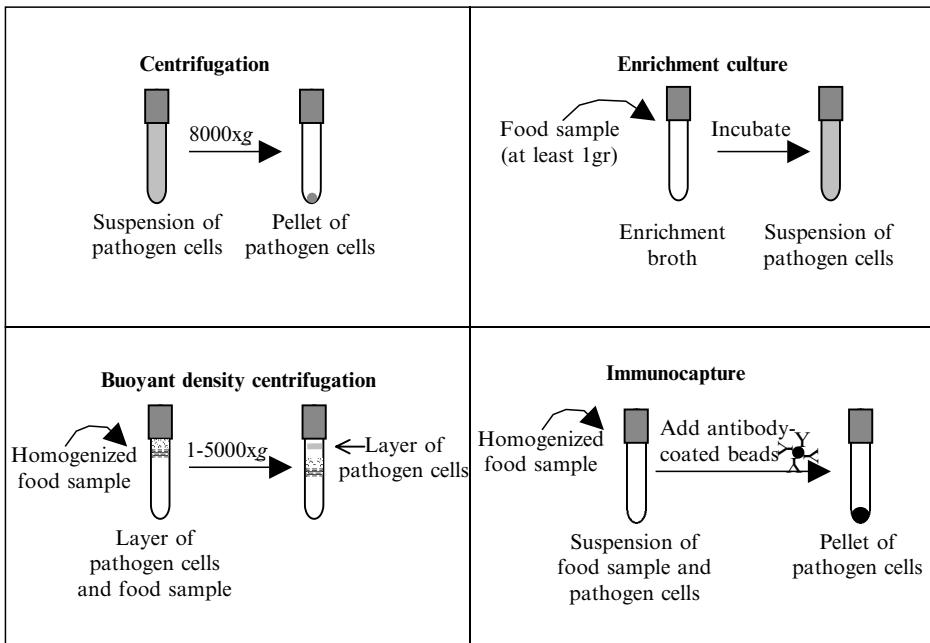 Centrifugation
8000xg
Suspension of
pathogen cells
Pellet of
pathogen cells
Enrichment culture
Food sample
(at least 1gr)
Incubate
Enrichment
broth
Suspension of
pathogen cells
Buoyant density centrifugation
Homogenized
food sample
1-5000xg
Layer of
pathogen cells
Layer of
pathogen cells
and food sample
Immunocapture
Homogenized
food sample
Add antibody-
coated beads
Suspension of
food sample and
pathogen cells
Pellet of
pathogen cells